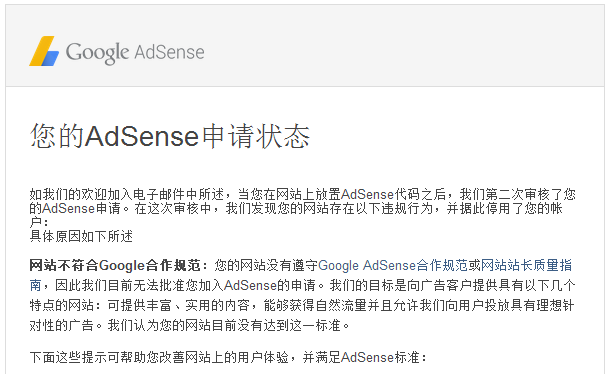 Google AdSense
您的AdSense申请状态
如我们的欢迎加入电子邮件中所述，当您在网站上放置AdSense代码之后，我们第二次审核了您
的AdSense申请。在这次审核中，我们发现您的网站存在以下违规行为，并据此停用了您的帐
户：
具体原因如下所述
网站不符合Google合作规范：您的网站没有遵守Google AdSense合作规范或网站站长质量指
南，因此我们目前无法批准您加入AdSense的申请。我们的目标是向广告客户提供具有以下几个
特点的网站：可提供丰富、实用的内容，能够获得自然流量并且允许我们向用户投放具有理想针
对性的广告。我们认为您的网站目前没有达到这一标准。
下面这些提示可帮助您改善网站上的用户体验，并满足AdSense标准：